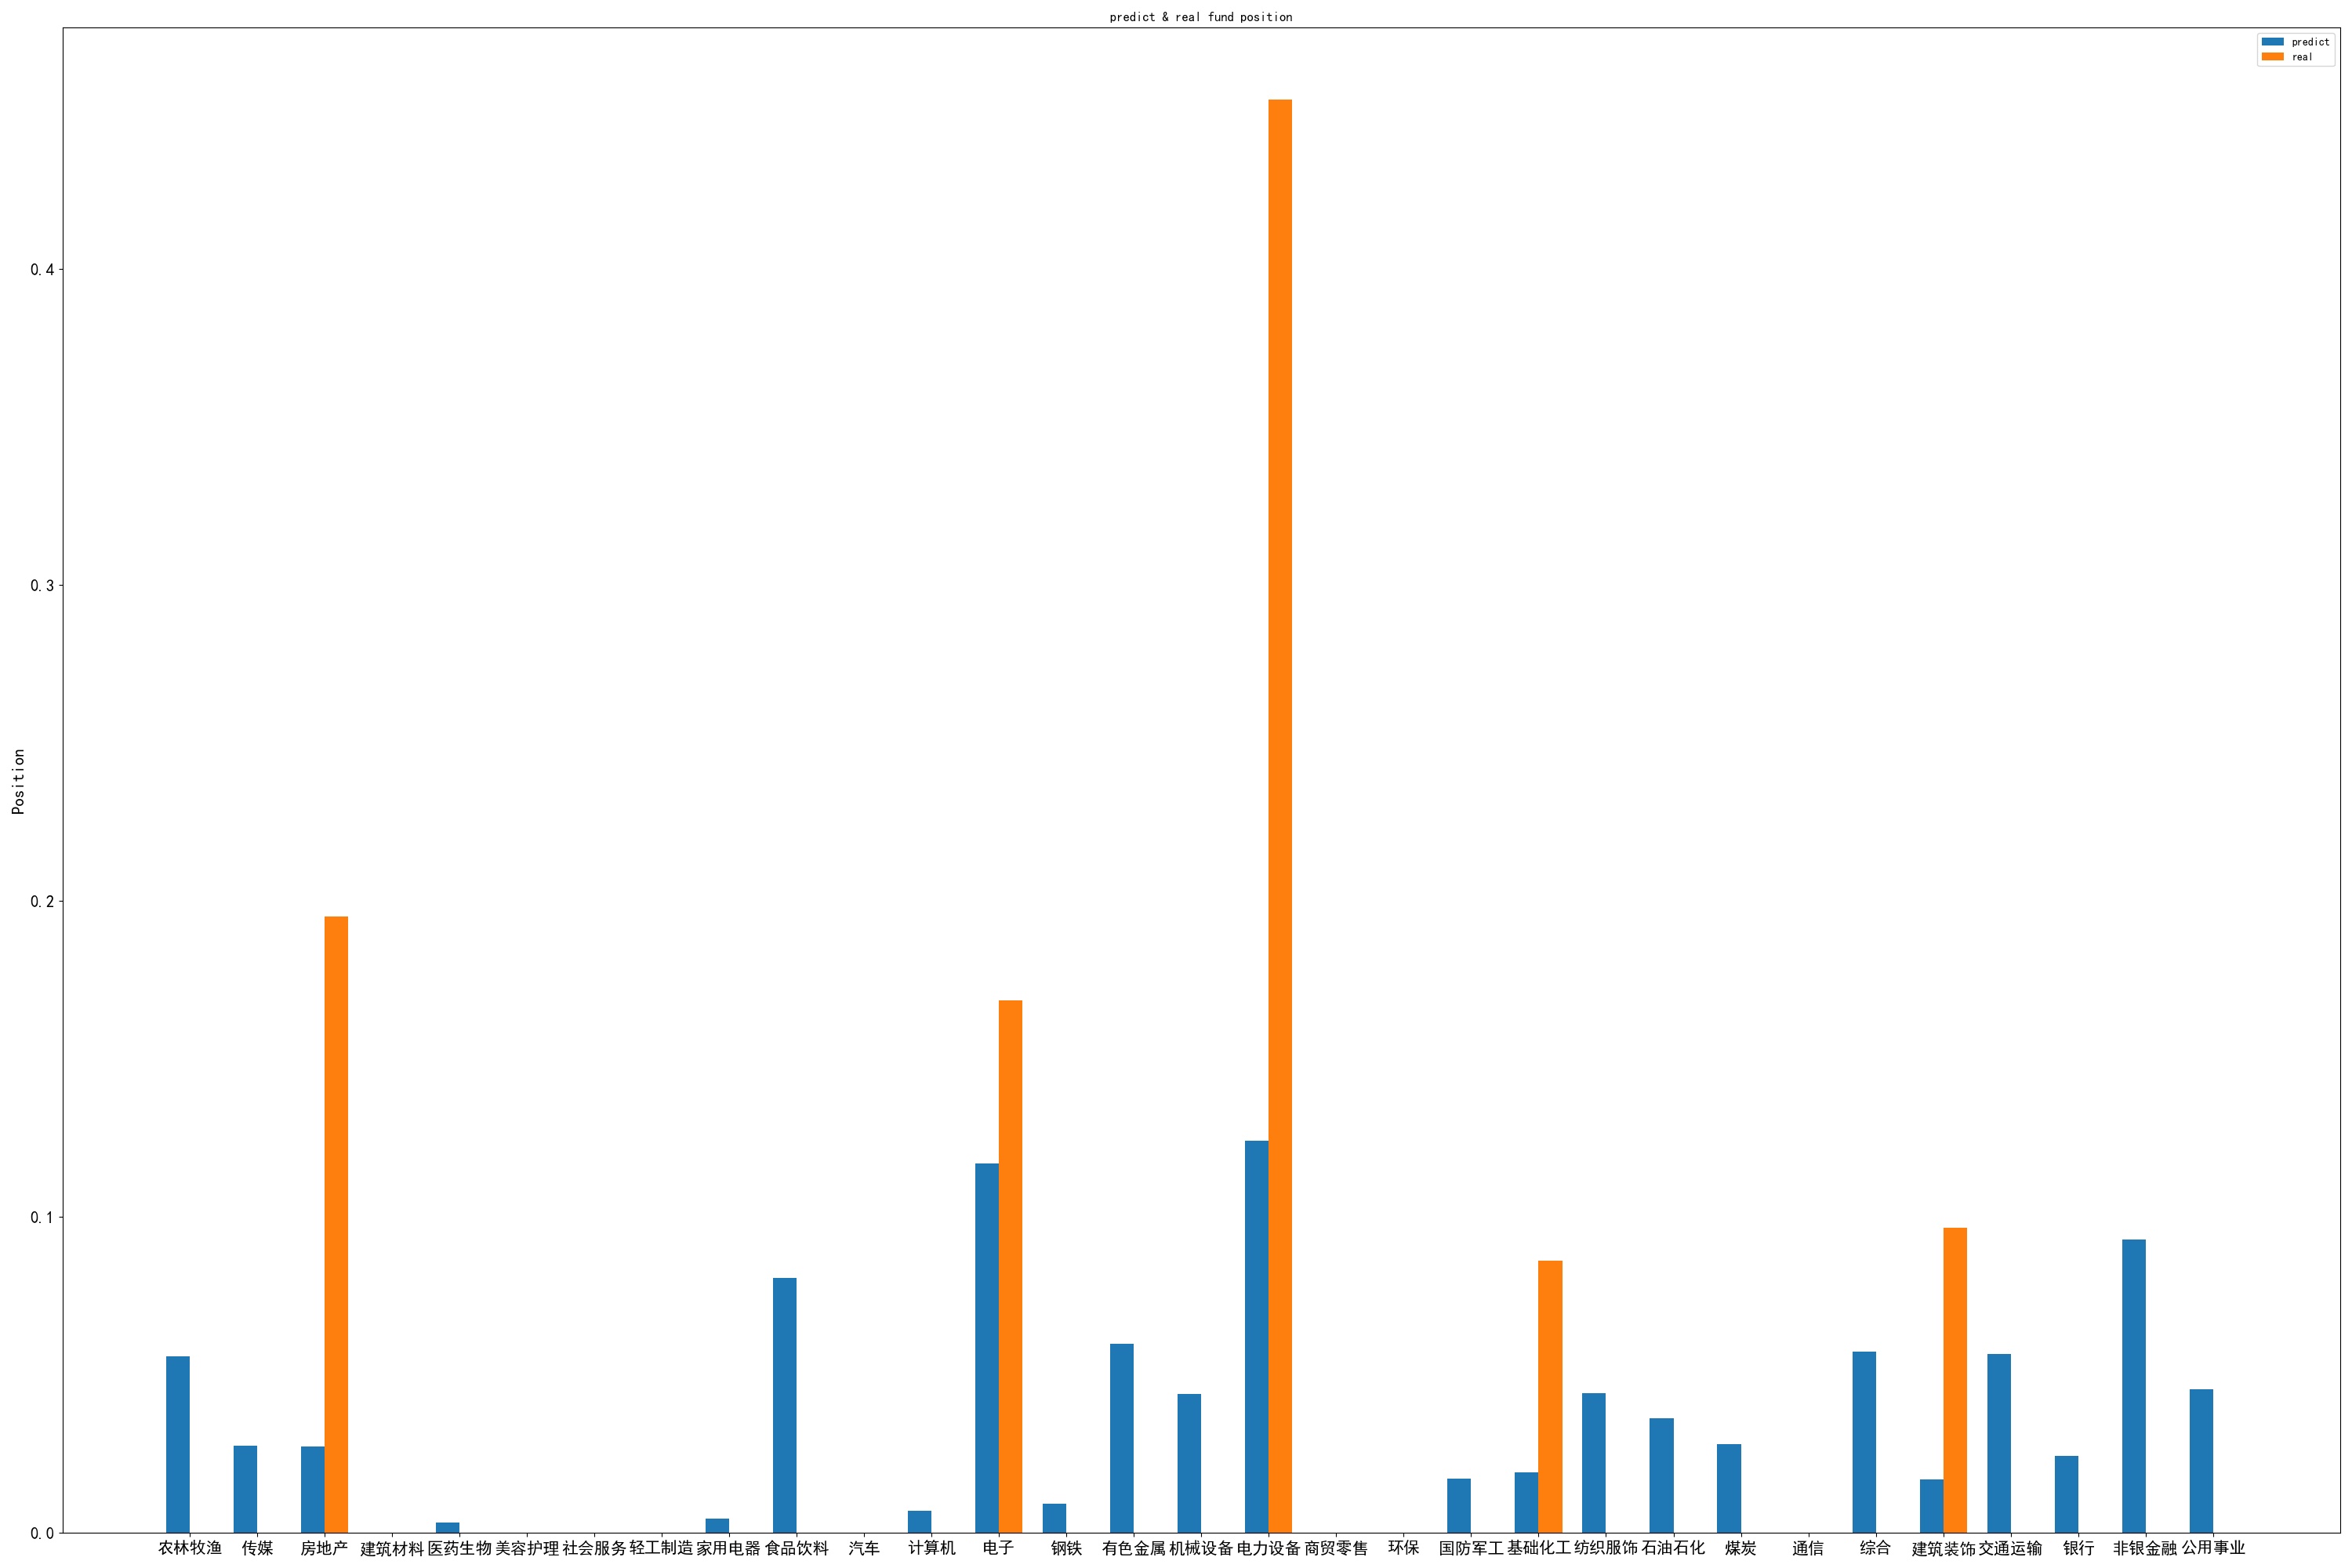 predict & real fund position
predict
real
Position
0.4
0.3
0.2
0.1
0.0
农林牧渔 传媒 房地产 建筑材料 医药生物 美容护理 社会服务 轻工制造 家用电器 食品饮料 汽车 计算机 电子 钢铁 有色金属 机械设备 电力设备 商贸零售 环保 国防军工 基础化工 纺织服饰 石油石化 煤炭 通信 综合 建筑装饰 交通运输 银行 非银金融 公用事业